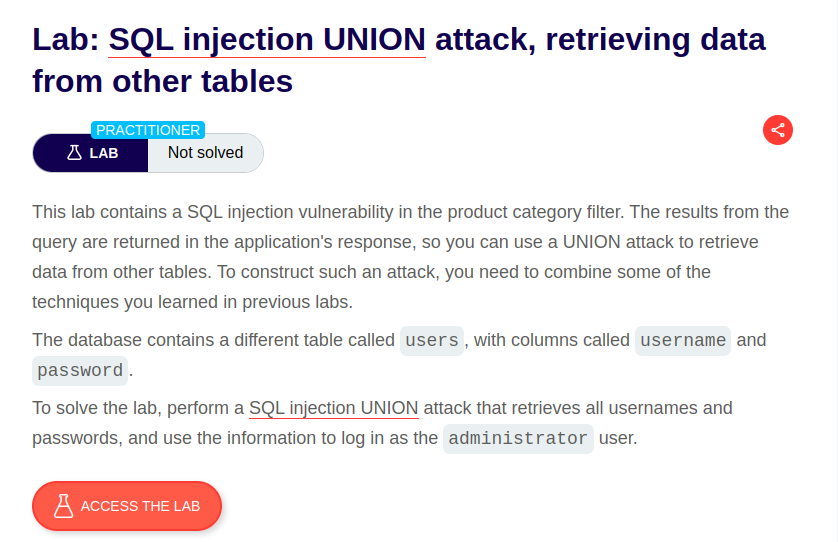 Lab: SQL injection UNION attack, retrieving data
from other tables
PRACTITIONER
LAB Not solved
This lab contains a SQL injection vulnerability in the product category filter. The results from the
query are returned in the application's response, so you can use a UNION attack to retrieve
data from other tables. To construct such an attack, you need to combine some of the
techniques you learned in previous labs.
The database contains a different table called users, with columns called username and
password.
To solve the lab, perform a SQL injection UNION attack that retrieves all usernames and
passwords, and use the information to log in as the administrator user.
ACCESS THE LAB